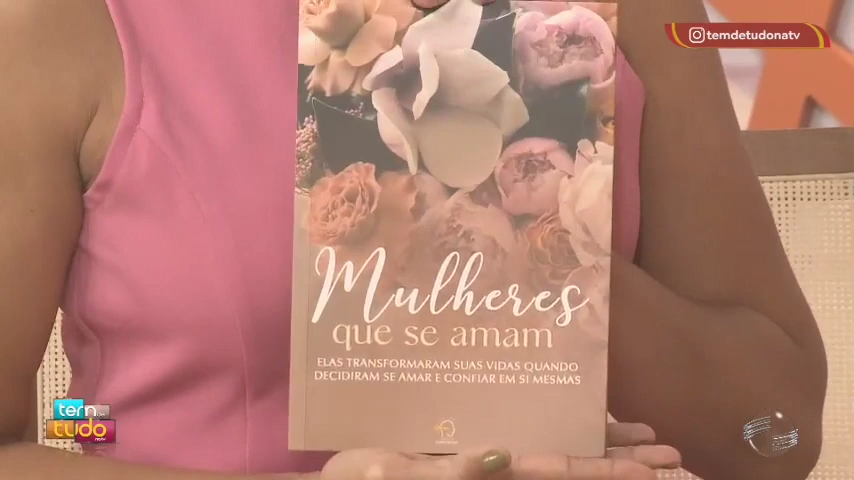 temdetudonatv
Mulheres
que se amam
ELAS TRANSFORMARAM SUAS VIDAS QUANDO
DECIDIRAM SE AMAR E CONFIAR EM SI MESMAS
tem de
tudo